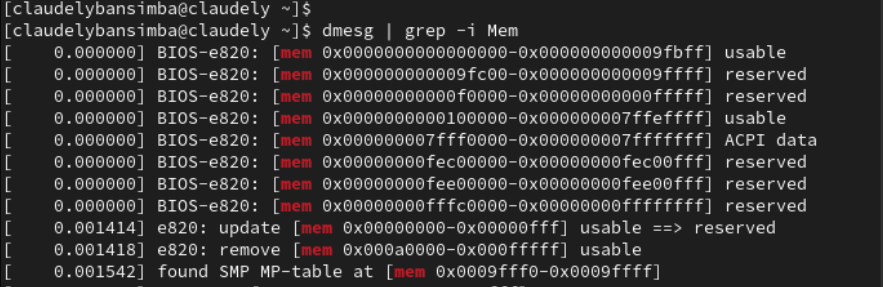 [claudelybansimba@claudely ~]$
[claudelybansimba@claudely ~]$ dmesg | grep -i Mem
[    0.000000] BIOS-e820: [mem 0x0000000000000000-0x000000000009fbff] usable
[    0.000000] BIOS-e820: [mem 0x000000000009fc00-0x000000000009ffff] reserved
[    0.000000] BIOS-e820: [mem 0x00000000000f0000-0x00000000000fffff] reserved
[    0.000000] BIOS-e820: [mem 0x0000000000100000-0x000000007ffeffff] usable
[    0.000000] BIOS-e820: [mem 0x000000007fff0000-0x000000007fffffff] ACPI data
[    0.000000] BIOS-e820: [mem 0x00000000fec00000-0x00000000fec00fff] reserved
[    0.000000] BIOS-e820: [mem 0x00000000fee00000-0x00000000fee00fff] reserved
[    0.000000] BIOS-e820: [mem 0x00000000fffc0000-0x00000000ffffffff] reserved
[    0.001414] e820: update [mem 0x00000000-0x00000fff] usable ==> reserved
[    0.001418] e820: remove [mem 0x000a0000-0x000fffff] usable
[    0.001542] found SMP MP-table at [mem 0x0009fff0-0x0009ffff]